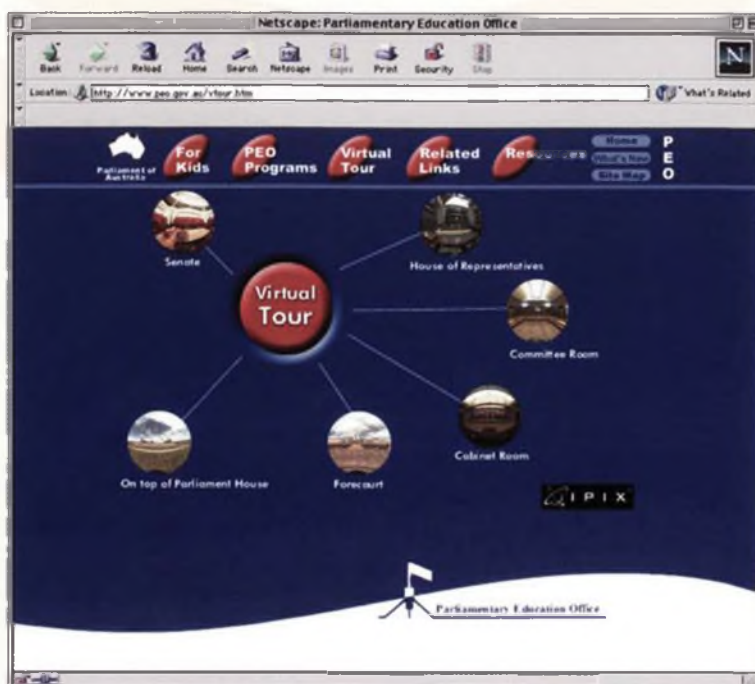 Netscape: Parliamentary Education Office
Back Forward Reload Home Search Netscape Images Print Security Stop
Location: http://www.peo.gov.au/vtour.htm What's Related
Parliament of
Australia
For
Kids
PEO
Programs
Virtual
Tour
Related
Links
Resources
Home
What's New
Site Map
P
E
O
Senate
House of Representatives
Virtual
Tour
Committee Room
Cabinet Room
On top of Parliament House
Forecourt
IPIX
Parliamentary Education Office